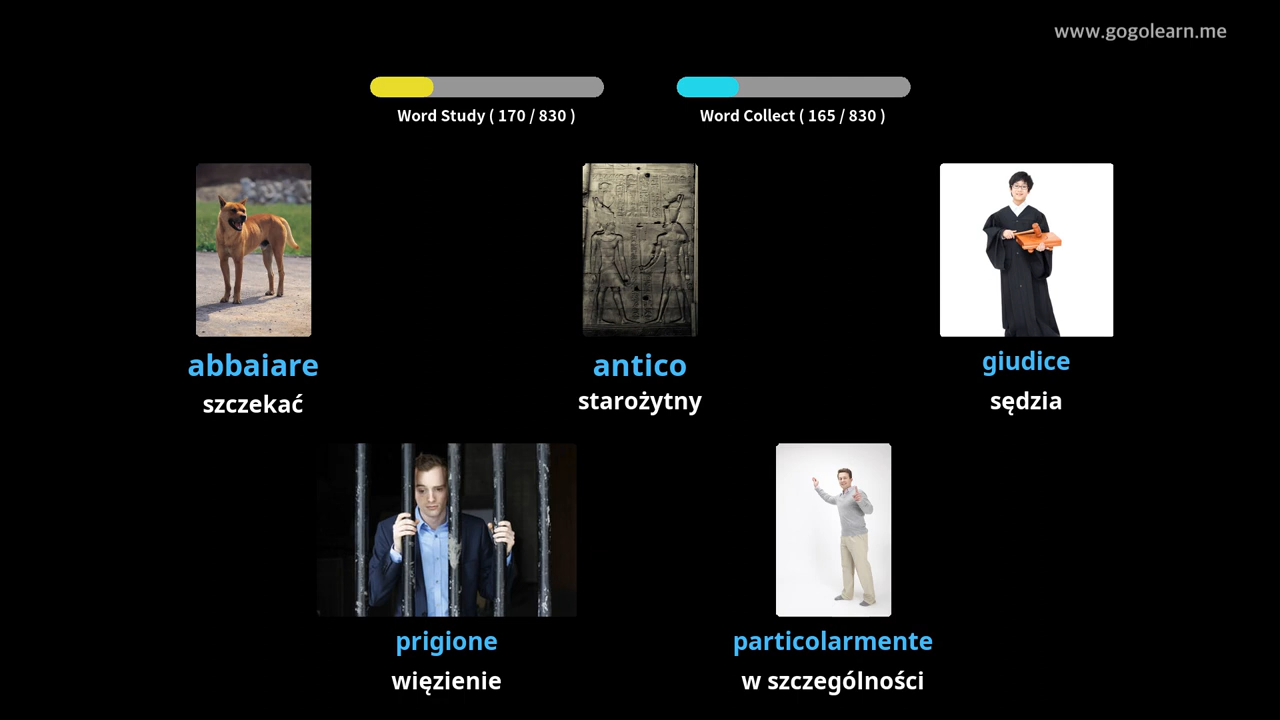 www.gogolearn.me
Word Study ( 170 / 830 )
Word Collect ( 165 / 830 )
abbaiare
szczekać
antico
starożytny
giudice
sędzia
prigione
więzienie
particolarmente
w szczególności